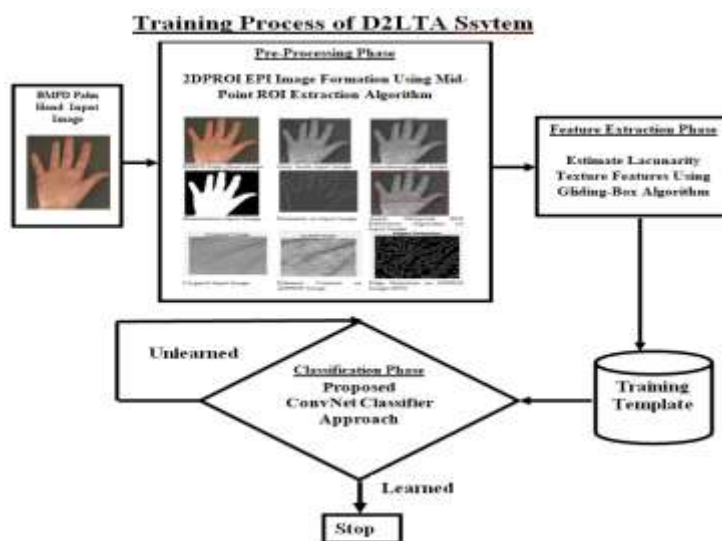 Training Process of D2LTA Ssvtem
BMPD Palm
Hand Input
Image
Pre-Processing Phase
2DPROI EPI Image Formation Using Mid-
Point ROI Extraction Algorithm
Feature Extraction Phase
Estimate Lacunarity
Texture Features Using
Gliding-Box Algorithm
Unlearned
Classification Phase
Proposed
ConvNet Classifier
Approach
Training
Template
Learned
Stop